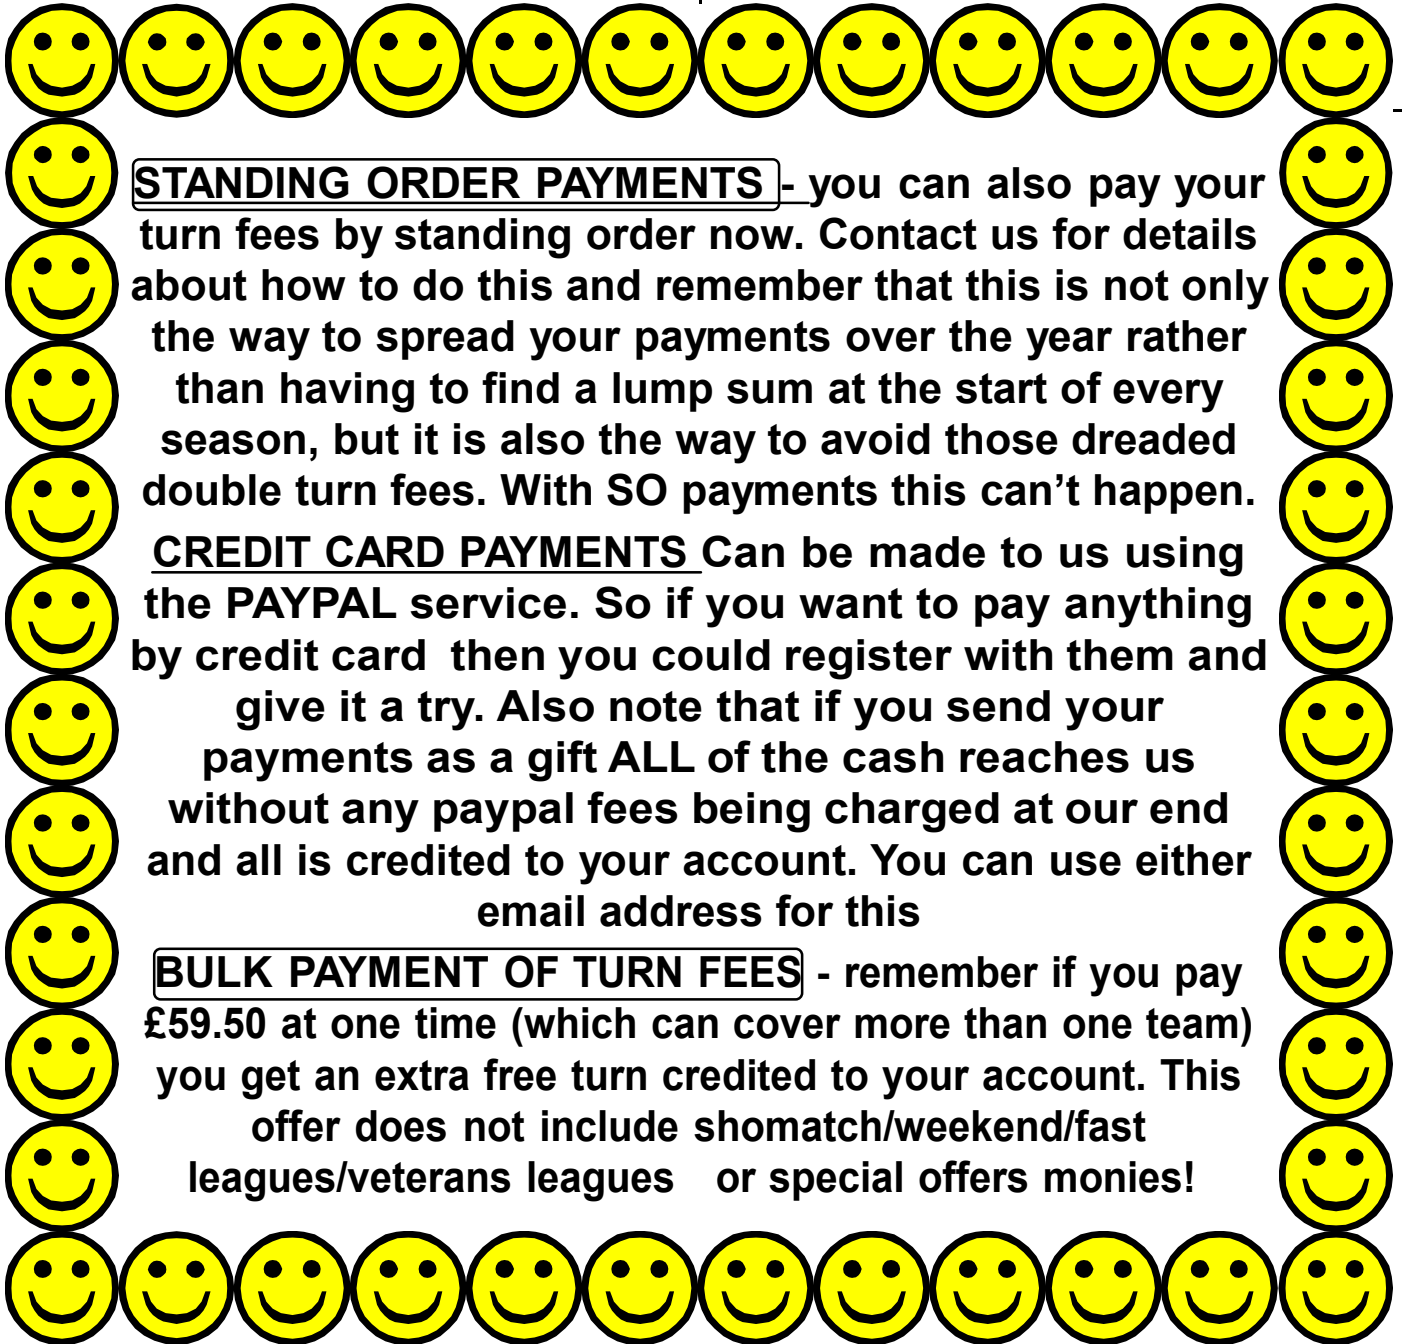 STANDING ORDER PAYMENTS - you can also pay your
turn fees by standing order now. Contact us for details
about how to do this and remember that this is not only
the way to spread your payments over the year rather
than having to find a lump sum at the start of every
season, but it is also the way to avoid those dreaded
double turn fees. With SO payments this can’t happen.
CREDIT CARD PAYMENTS Can be made to us using
the PAYPAL service. So if you want to pay anything
by credit card then you could register with them and
give it a try. Also note that if you send your
payments as a gift ALL of the cash reaches us
without any paypal fees being charged at our end
and all is credited to your account. You can use either
email address for this
BULK PAYMENT OF TURN FEES - remember if you pay
£59.50 at one time (which can cover more than one team)
you get an extra free turn credited to your account. This
offer does not include shomatch/weekend/fast
leagues/veterans leagues or special offers monies!